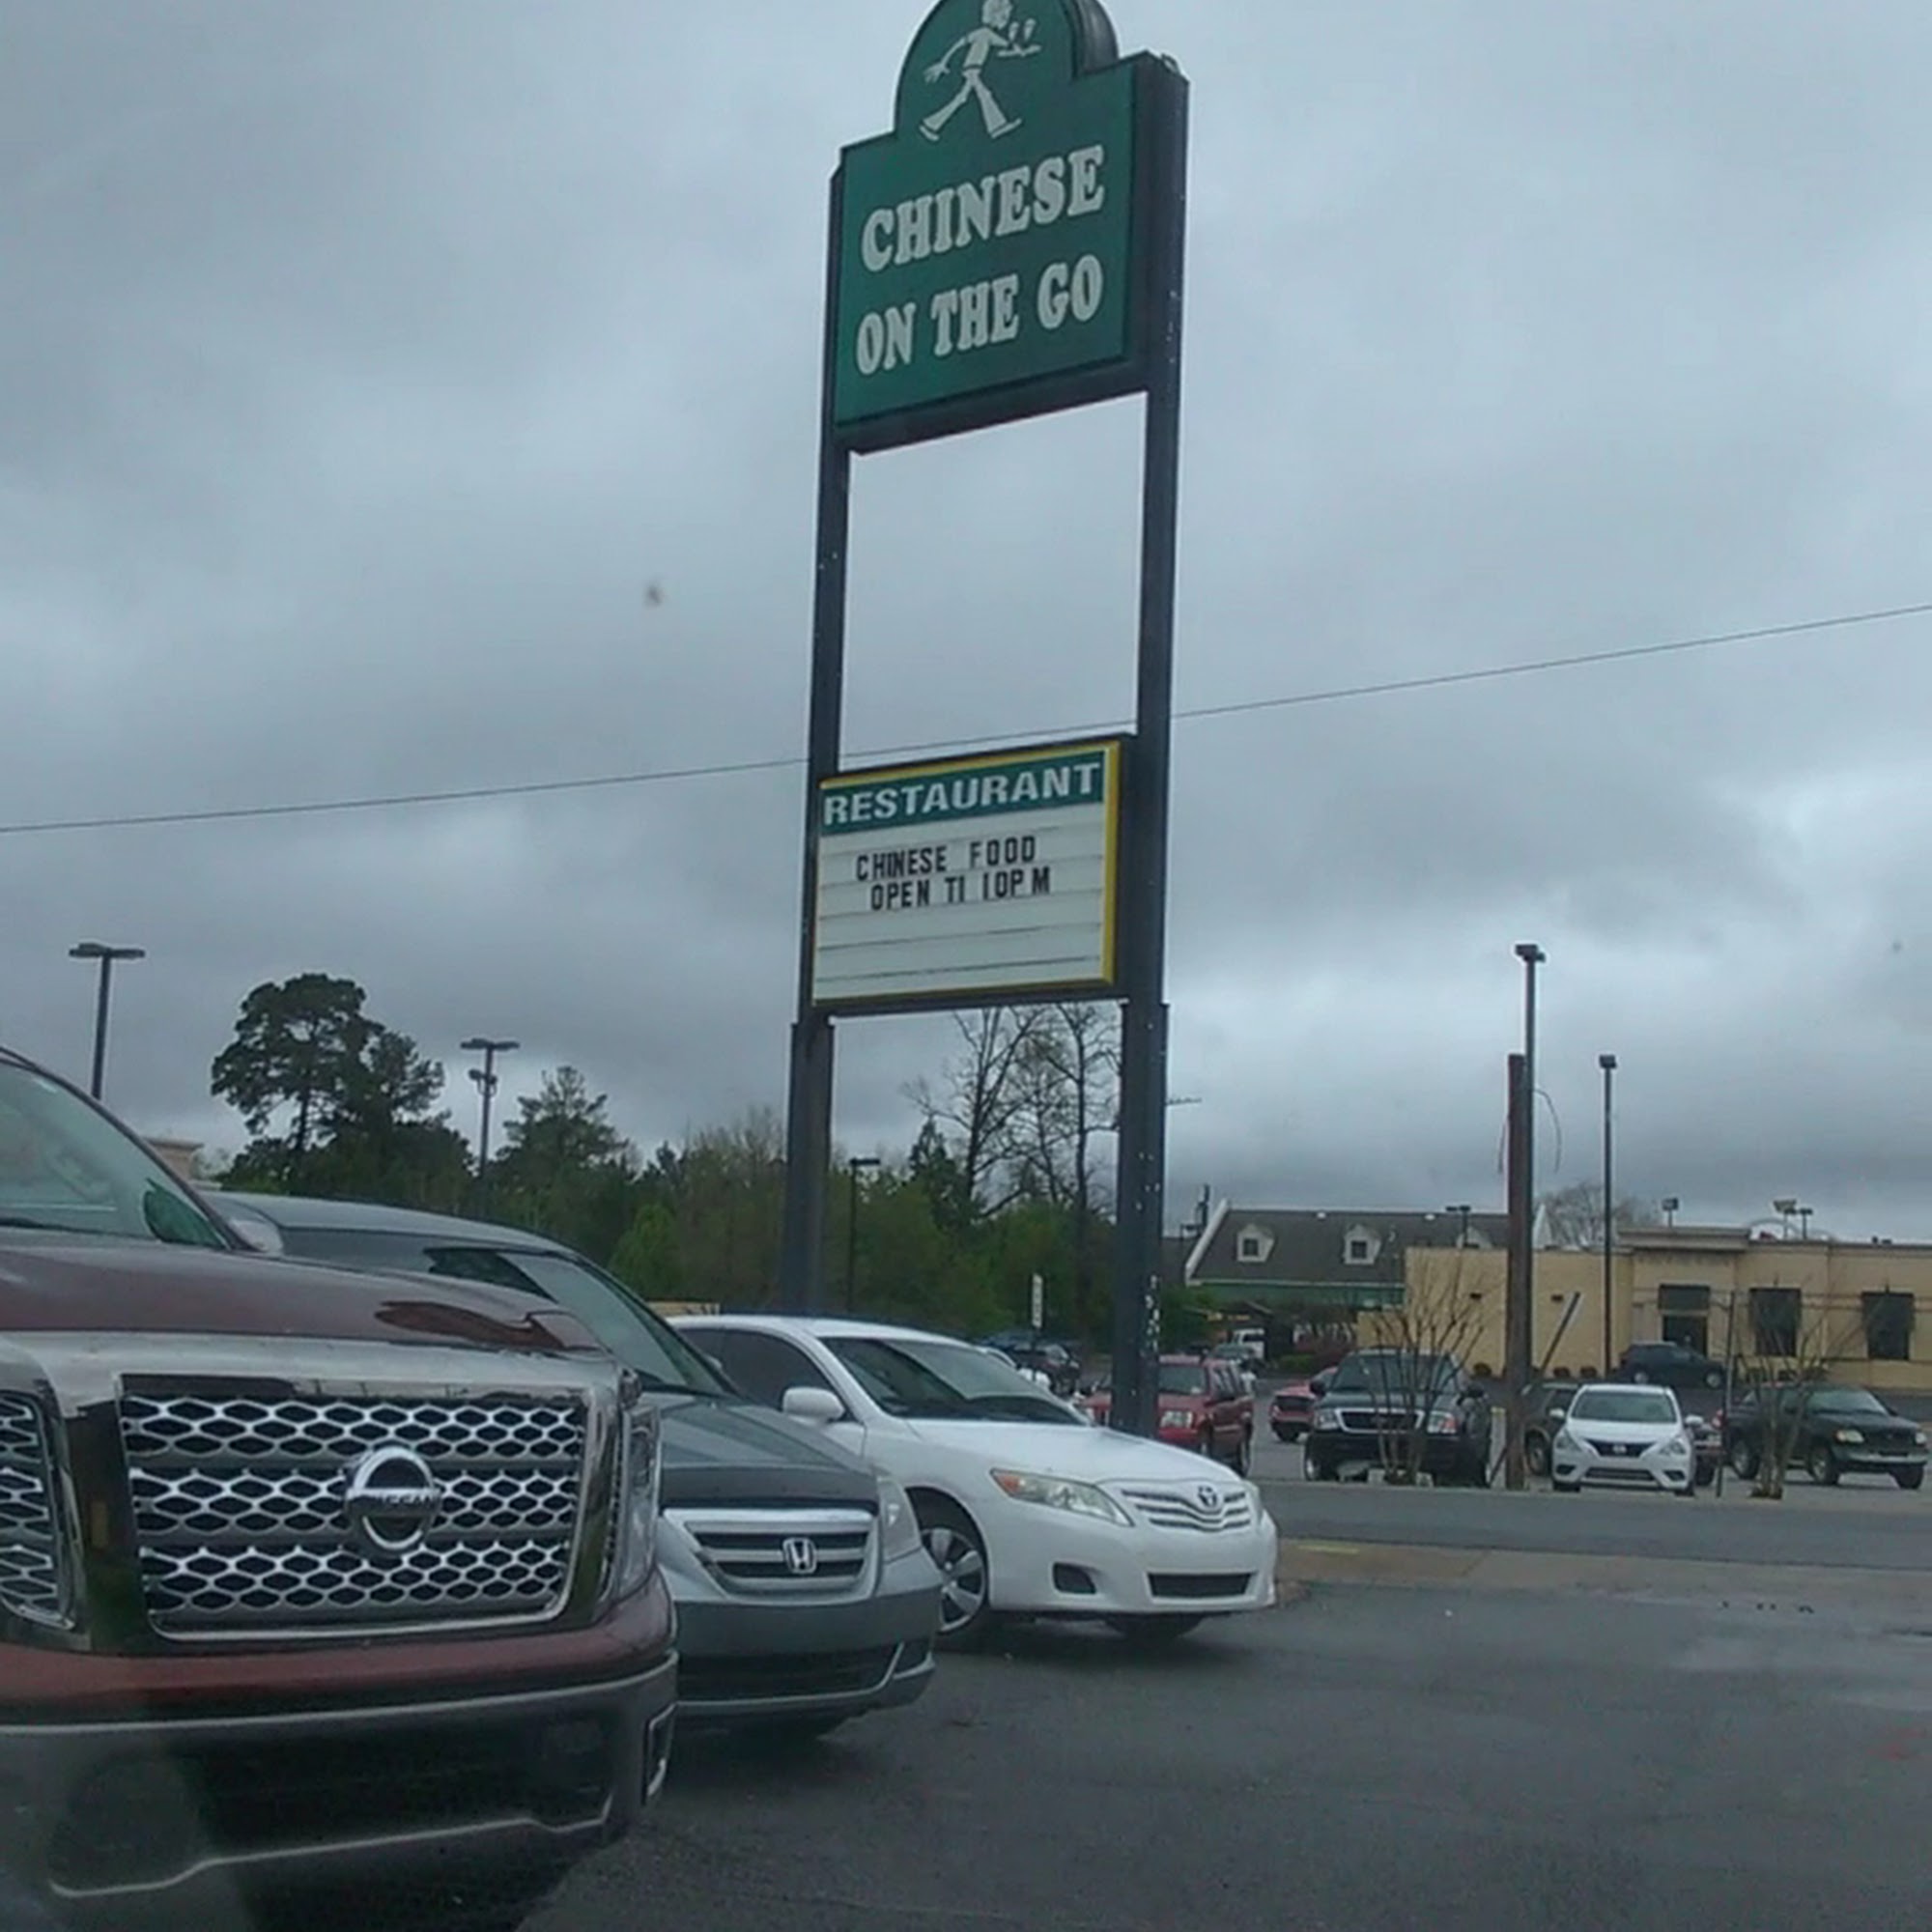 CHINESE
ON THE GO
RESTAURANT
CHINESE FOOD
OPEN TI 10PM